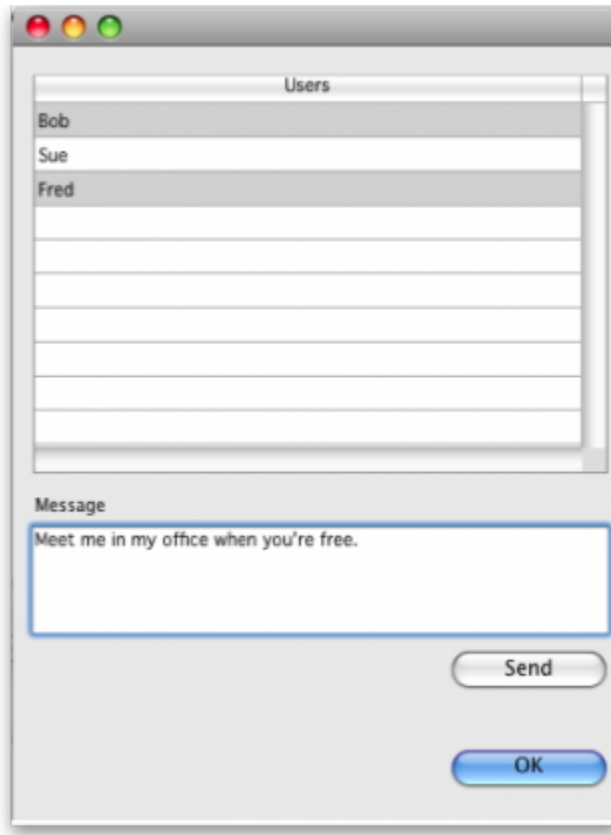 Users
Bob
Sue
Fred
Message
Meet me in my office when you're free.
Send
OK